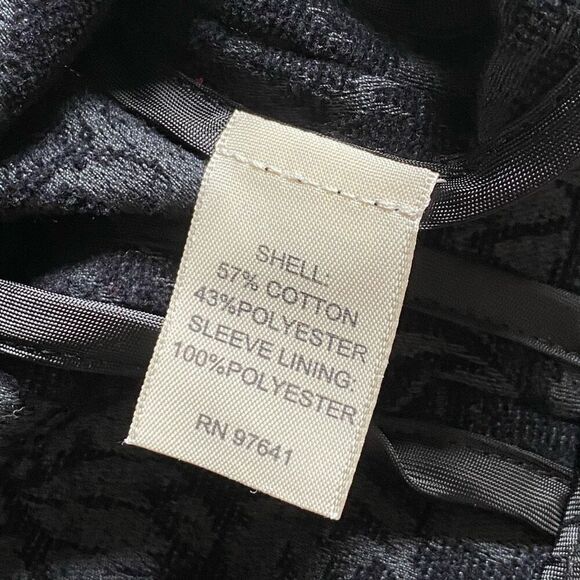 SHELL:
57% COTTON
43%POLYESTER
SLEEVE LINING:
100%POLYESTER
RN 97641